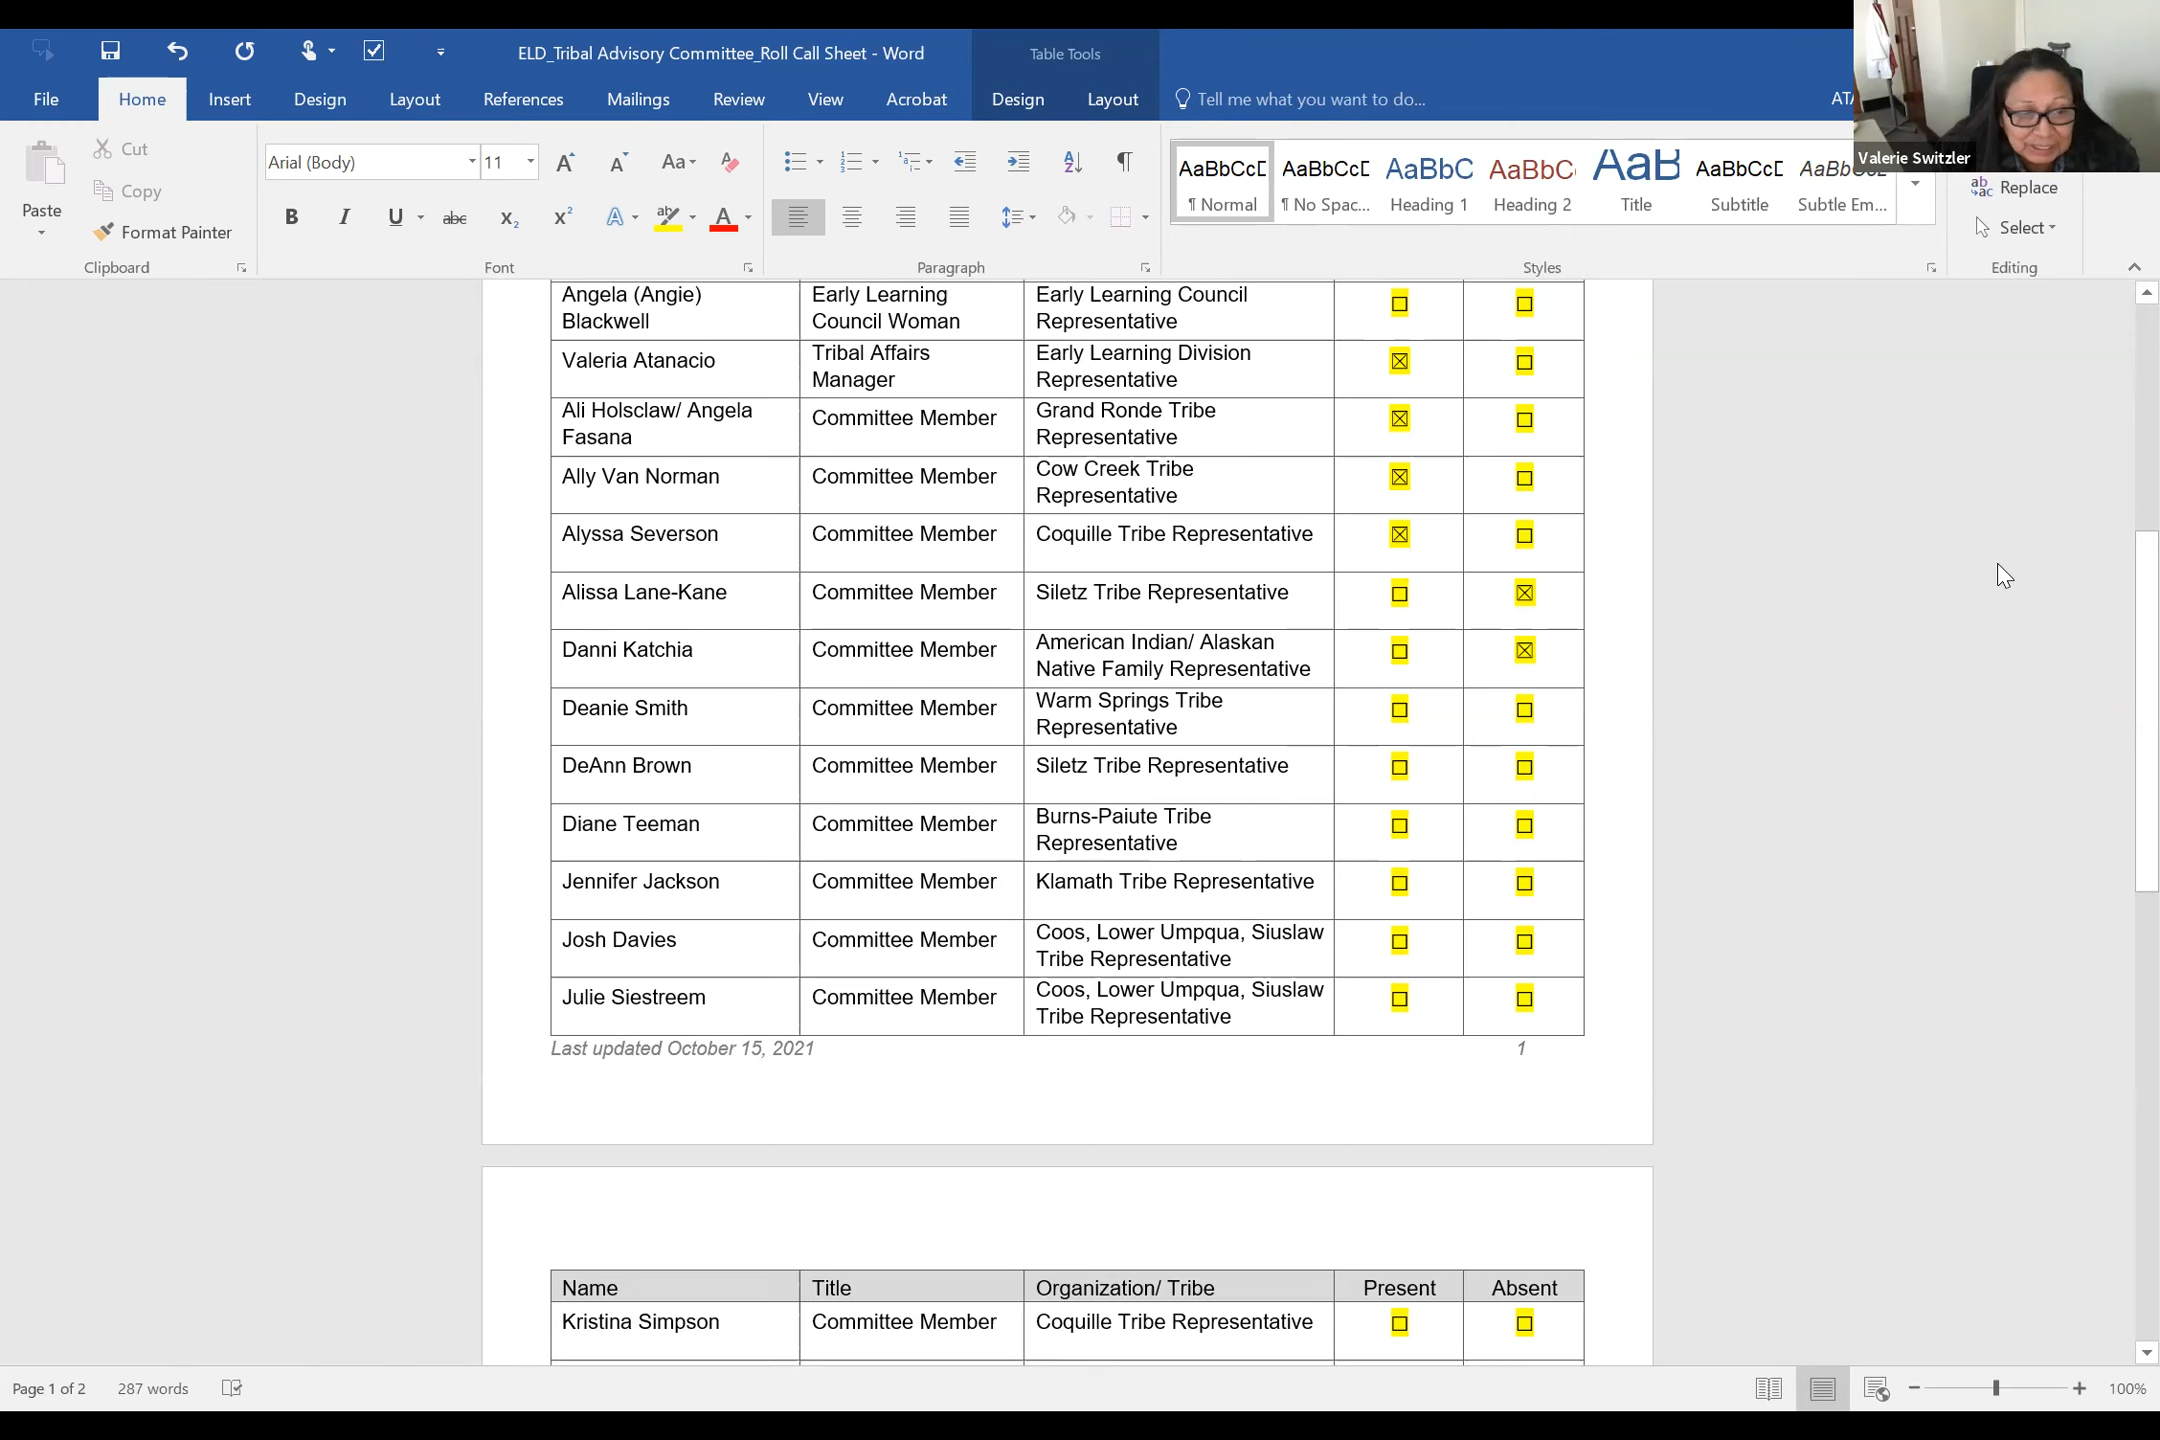 ELD_Tribal Advisory Committee_Roll Call Sheet - Word
Table Tools
File Home Insert Design Layout References Mailings Review View Acrobat Design Layout Tell me what you want to do...
Valerie Switzler
Paste
Cut
Copy
Format Painter
Clipboard
Arial (Body) 11
Font
Paragraph
AaBbCcD AaBbCcD AaBbC AaBbC AaB AaBbCcD
¶ Normal ¶ No Spac... Heading 1 Heading 2 Title Subtitle Subtle Em...
Styles
Replace
Select
Editing
Angela (Angie) Early Learning Early Learning Council ☐ ☐
Blackwell Council Woman Representative
Valeria Atanacio Tribal Affairs Early Learning Division ☒ ☐
Manager Representative
Ali Holsclaw/ Angela Committee Member Grand Ronde Tribe ☒ ☐
Fasana Representative
Ally Van Norman Committee Member Cow Creek Tribe ☒ ☐
Representative
Alyssa Severson Committee Member Coquille Tribe Representative ☒ ☐
Alissa Lane-Kane Committee Member Siletz Tribe Representative ☐ ☒
Danni Katchia Committee Member American Indian/ Alaskan ☐ ☒
Native Family Representative
Deanie Smith Committee Member Warm Springs Tribe ☐ ☐
Representative
DeAnn Brown Committee Member Siletz Tribe Representative ☐ ☐
Diane Teeman Committee Member Burns-Paiute Tribe ☐ ☐
Representative
Jennifer Jackson Committee Member Klamath Tribe Representative ☐ ☐
Josh Davies Committee Member Coos, Lower Umpqua, Siuslaw ☐ ☐
Tribe Representative
Julie Siestreem Committee Member Coos, Lower Umpqua, Siuslaw ☐ ☐
Tribe Representative
Last updated October 15, 2021 1
Name Title Organization/ Tribe Present Absent
Kristina Simpson Committee Member Coquille Tribe Representative ☐ ☐
Page 1 of 2 287 words 100%